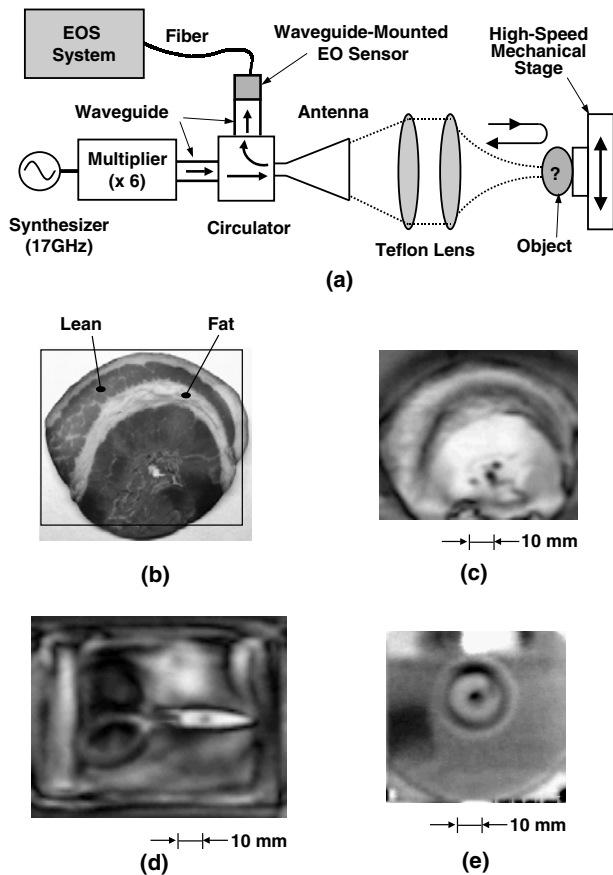 EOS
System
Fiber
Waveguide-Mounted
EO Sensor
High-Speed
Mechanical
Stage
Waveguide
Antenna
Multiplier
(x 6)
?
Synthesizer
(17GHz)
Circulator
Teflon Lens
Object
(a)
Lean
Fat
10 mm
(b)
(c)
10 mm
10 mm
(d)
(e)